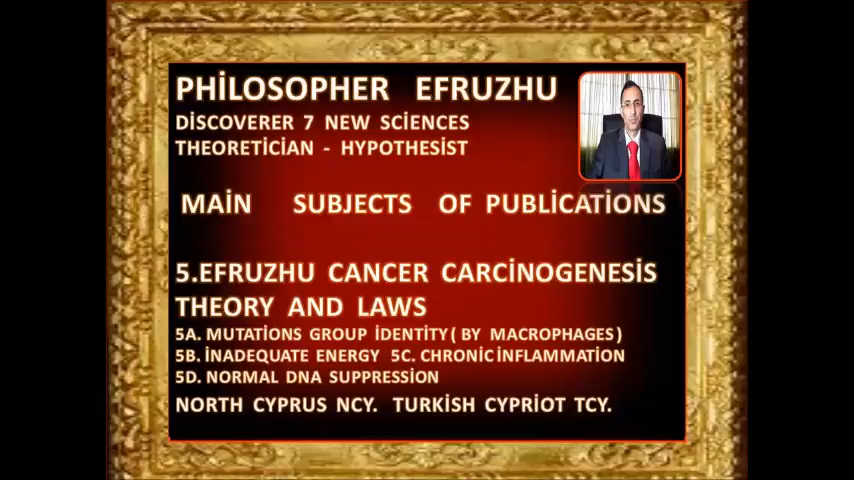 PHİLOSOPHER EFRUZHU
DİSCOVERER 7 NEW SCİENCES
THEORETİCİAN - HYPOTHESİST
MAİN SUBJECTS OF PUBLİCATİONS
5.EFRUZHU CANCER CARCİNOGENESİS
THEORY AND LAWS
5A. MUTATİONS GROUP İDENTİTY ( BY MACROPHAGES )
5B. İNADEQUATE ENERGY 5C. CHRONİC İNFLAMMATİON
5D. NORMAL DNA SUPPRESSİON
NORTH CYPRUS NCY. TURKİSH CYPRİOT TCY.